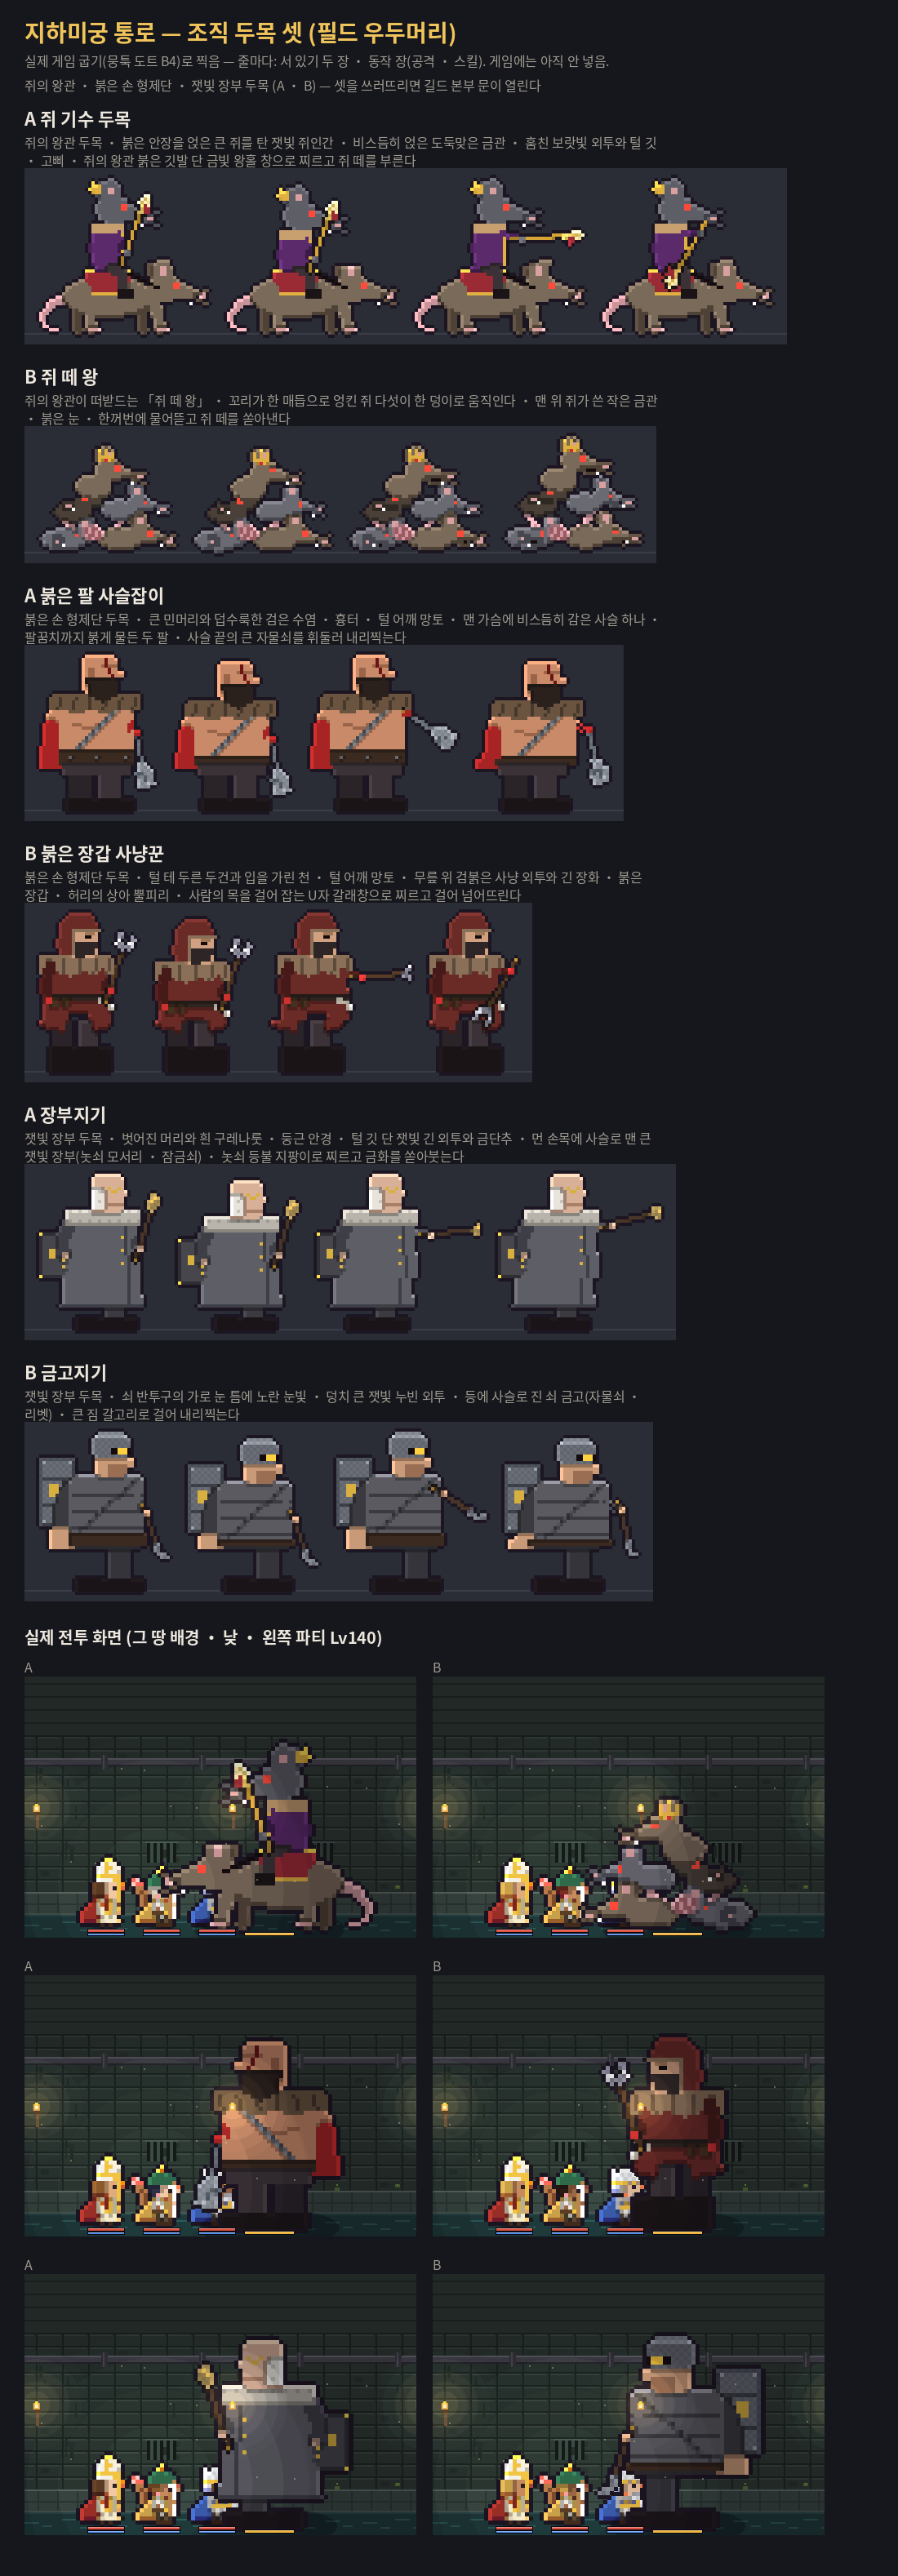 지하미궁 통로 — 조직 두목 셋 (필드 우두머리)
실제 게임 굽기(뭉툭 도트 B4)로 찍음 — 줄마다: 서 있기 두 장 · 동작 장(공격 · 스킬). 게임에는 아직 안 넣음.
쥐의 왕관 · 붉은 손 형제단 · 잿빛 장부 두목 (A · B) — 셋을 쓰러뜨리면 길드 본부 문이 열린다
A 쥐 기수 두목
쥐의 왕관 두목 · 붉은 안장을 얹은 큰 쥐를 탄 잿빛 쥐인간 · 비스듬히 얹은 도둑맞은 금관 · 훔친 보랏빛 외투와 털 깃
· 고삐 · 쥐의 왕관 붉은 깃발 단 금빛 왕홀 창으로 찌르고 쥐 떼를 부른다
B 쥐 떼 왕
쥐의 왕관이 떠받드는 「쥐 떼 왕」 · 꼬리가 한 매듭으로 엉킨 쥐 다섯이 한 덩이로 움직인다 · 맨 위 쥐가 쓴 작은 금관
· 붉은 눈 · 한꺼번에 물어뜯고 쥐 떼를 쏟아낸다
A 붉은 팔 사슬잡이
붉은 손 형제단 두목 · 큰 민머리와 덥수룩한 검은 수염 · 흉터 · 털 어깨 망토 · 맨 가슴에 비스듬히 감은 사슬 하나 ·
팔꿈치까지 붉게 물든 두 팔 · 사슬 끝의 큰 자물쇠를 휘둘러 내리찍는다
B 붉은 장갑 사냥꾼
붉은 손 형제단 두목 · 털 테 두른 두건과 입을 가린 천 · 털 어깨 망토 · 무릎 위 검붉은 사냥 외투와 긴 장화 · 붉은
장갑 · 허리의 상아 뿔피리 · 사람의 목을 걸어 잡는 U자 갈래창으로 찌르고 걸어 넘어뜨린다
A 장부지기
잿빛 장부 두목 · 벗어진 머리와 흰 구레나룻 · 둥근 안경 · 털 깃 단 잿빛 긴 외투와 금단추 · 먼 손목에 사슬로 맨 큰
잿빛 장부(놋쇠 모서리 · 잠금쇠) · 놋쇠 등불 지팡이로 찌르고 금화를 쏟아붓는다
B 금고지기
잿빛 장부 두목 · 쇠 반투구의 가로 눈 틈에 노란 눈빛 · 덩치 큰 잿빛 누빈 외투 · 등에 사슬로 진 쇠 금고(자물쇠 ·
리벳) · 큰 짐 갈고리로 걸어 내리찍는다
실제 전투 화면 (그 땅 배경 · 낮 · 왼쪽 파티 Lv140)
A
B
A
B
A
B